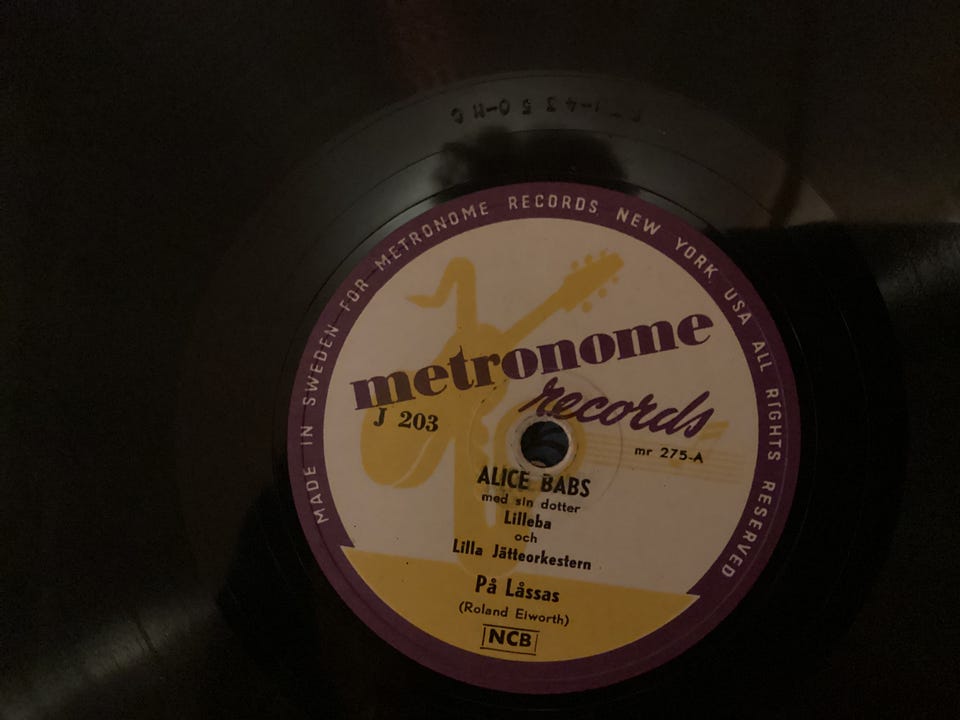 MADE IN SWEDEN FOR METRONOME RECORDS, NEW YORK, USA ALL RIGHTS RESERVED
metronome
records
J 203
mr 275-A
ALICE BABS
med sin dotter
Lilleba
och
Lilla Jätteorkestern
På Låssas
(Roland Eiworth)
NCB